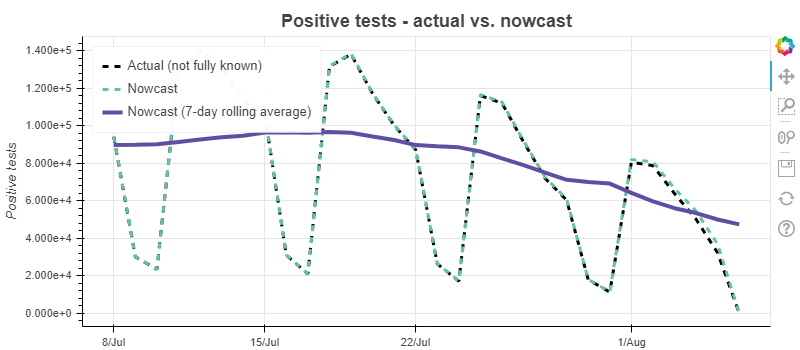 Positive tests - actual vs. nowcast
1.400e+5
1.200e+5
1.000e+5
8.000e+4
6.000e+4
4.000e+4
2.000e+4
0.000e+0
Positive tests
Actual (not fully known)
Nowcast
Nowcast (7-day rolling average)
8/Jul
15/Jul
22/Jul
1/Aug